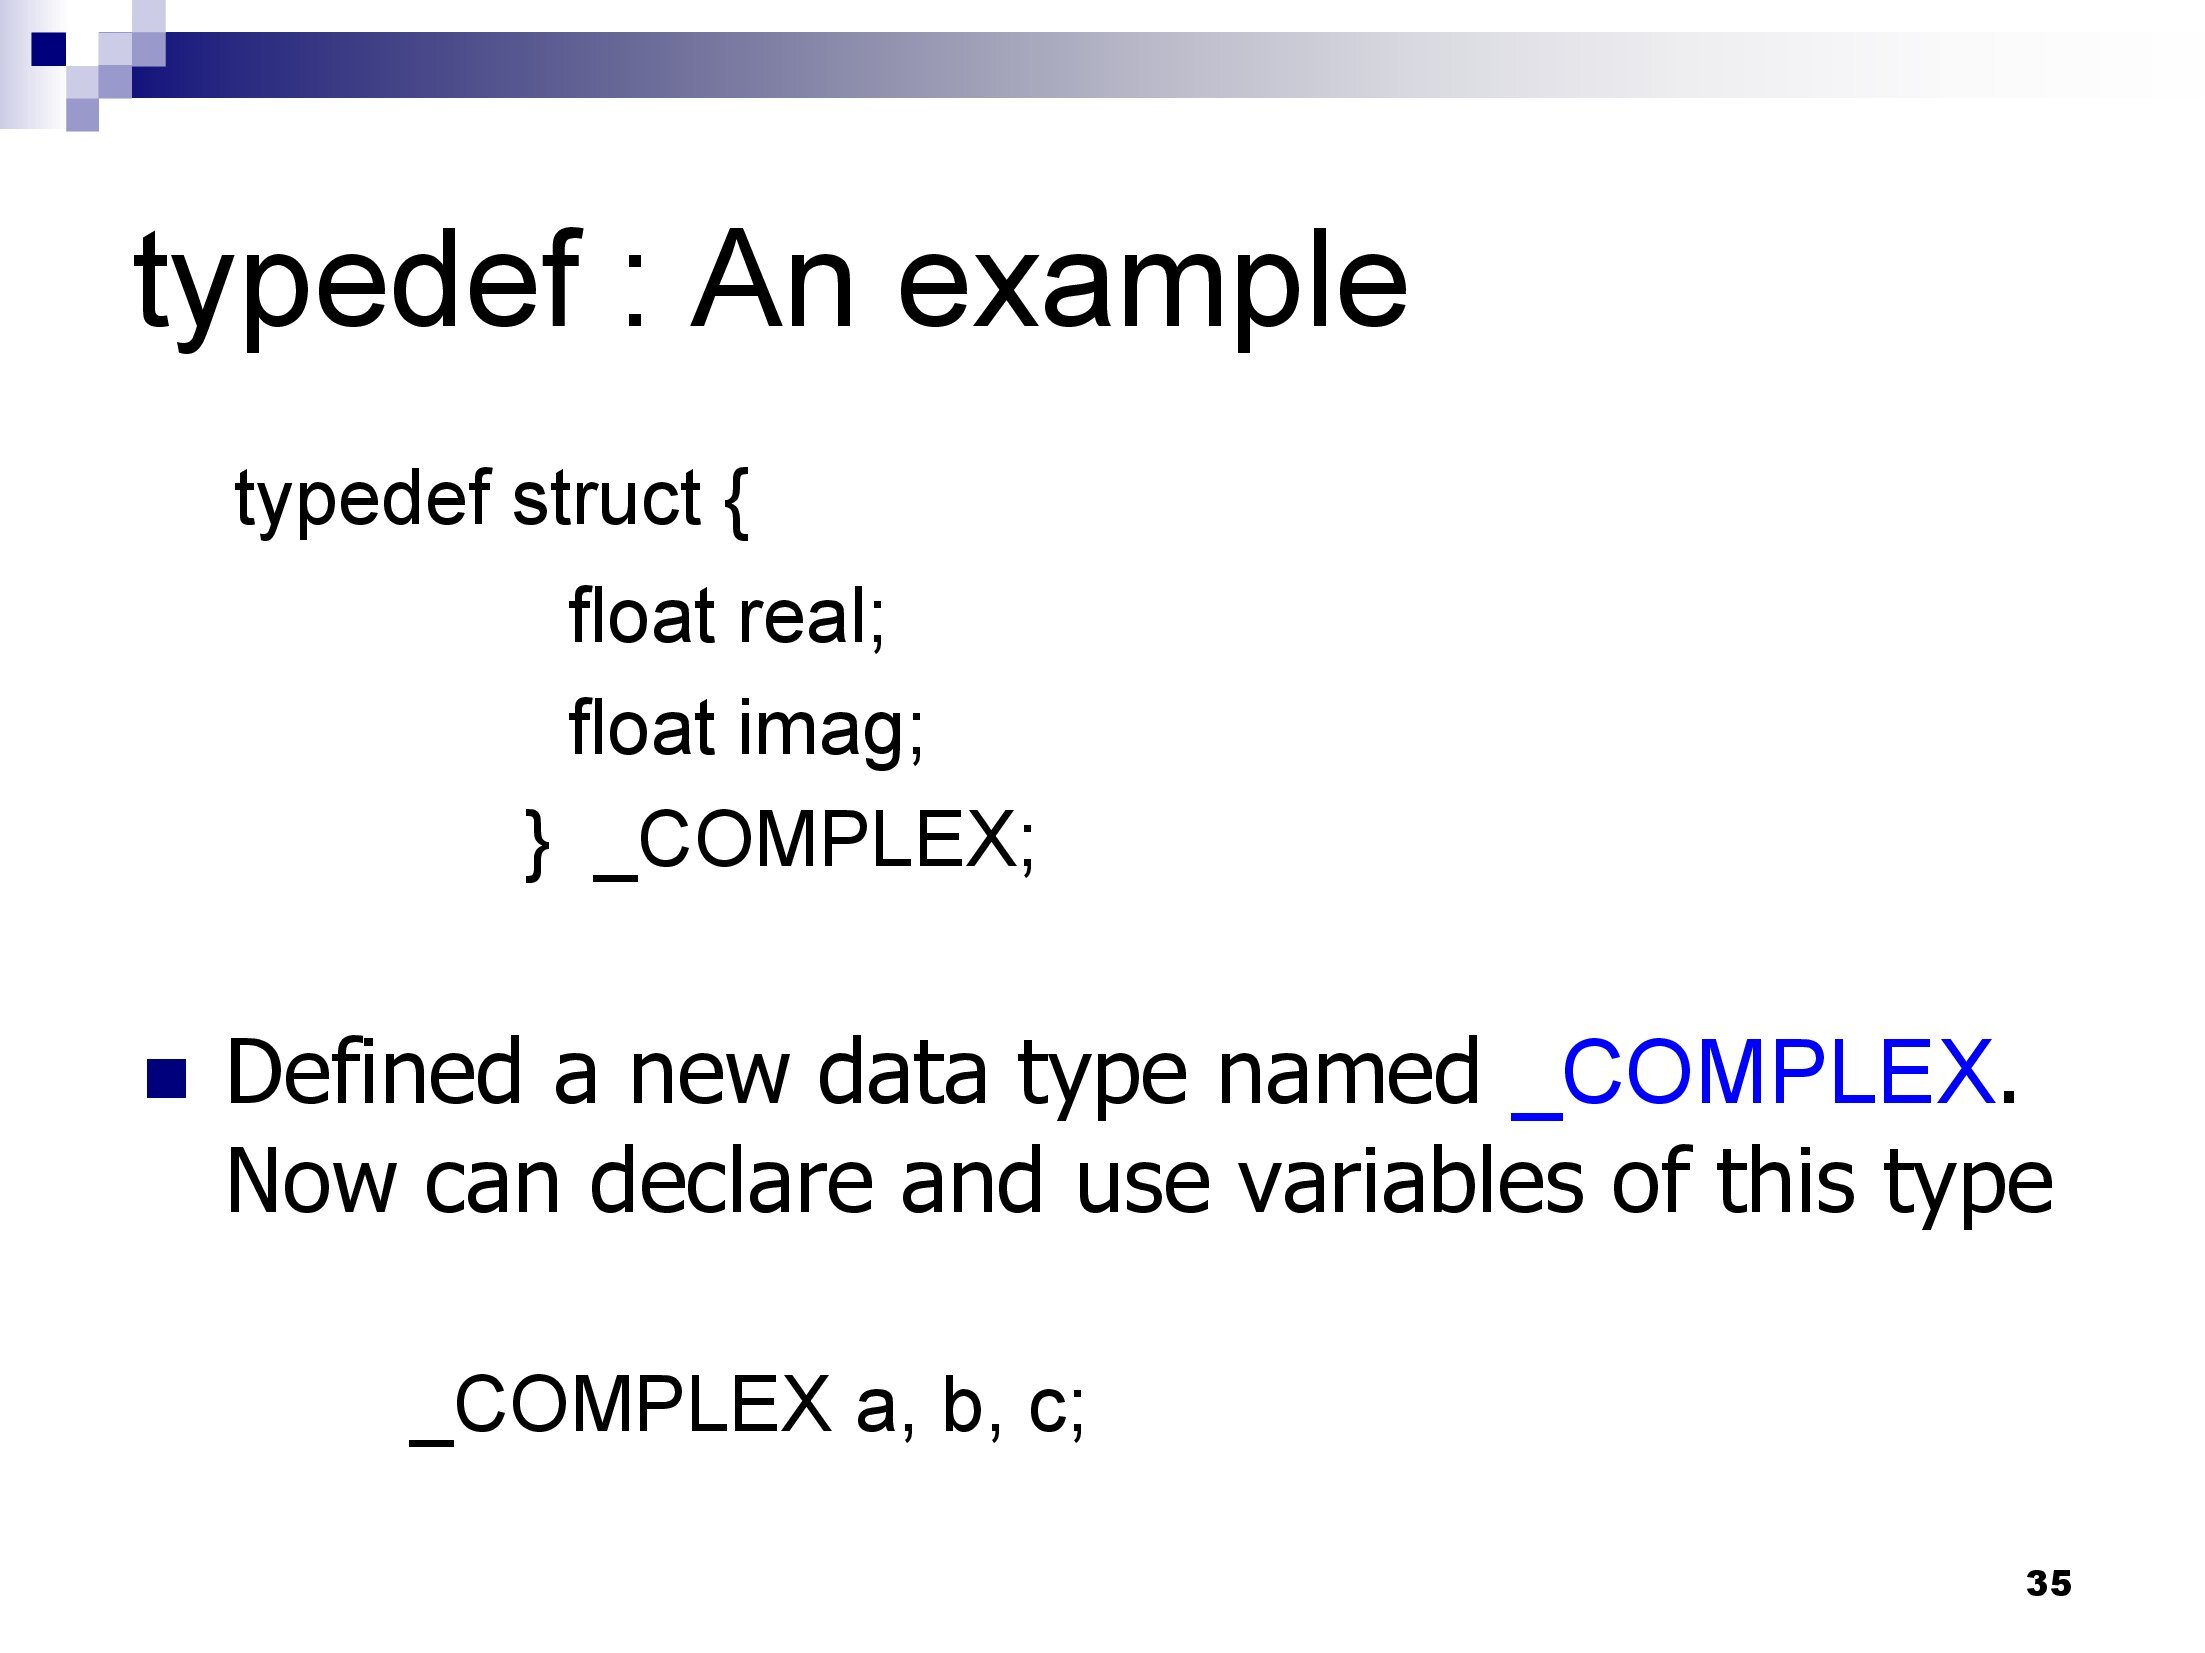 typedef : An example
typedef struct {
float real;
float imag;
} _COMPLEX;
Defined a new data type named _COMPLEX.
Now can declare and use variables of this type
_COMPLEX a, b, c;
35